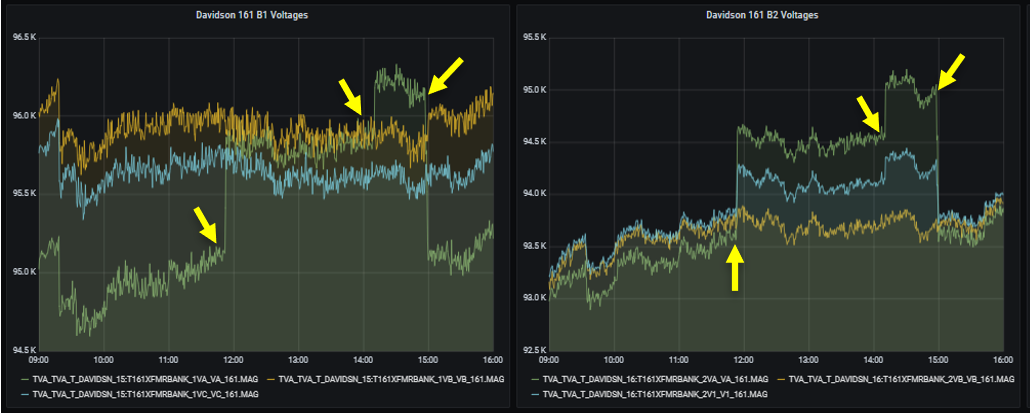 Davidson 161 B1 Voltages
96.5 K
96.0 K
95.5 K
95.0 K
94.5 K
09:00 10:00 11:00 12:00 13:00 14:00 15:00 16:00
TVA_TVA_T_DAVIDSN_15:T161XFMRBANK_1VA_VA_161.MAG TVA_TVA_T_DAVIDSN_15:T161XFMRBANK_1VB_VB_161.MAG
TVA_TVA_T_DAVIDSN_15:T161XFMRBANK_1VC_VC_161.MAG
Davidson 161 B2 Voltages
95.5 K
95.0 K
94.5 K
94.0 K
93.5 K
93.0 K
92.5 K
09:00 10:00 11:00 12:00 13:00 14:00 15:00 16:00
TVA_TVA_T_DAVIDSN_16:T161XFMRBANK_2VA_VA_161.MAG TVA_TVA_T_DAVIDSN_16:T161XFMRBANK_2VB_VB_161.MAG
TVA_TVA_T_DAVIDSN_16:T161XFMRBANK_2V1_V1_161.MAG